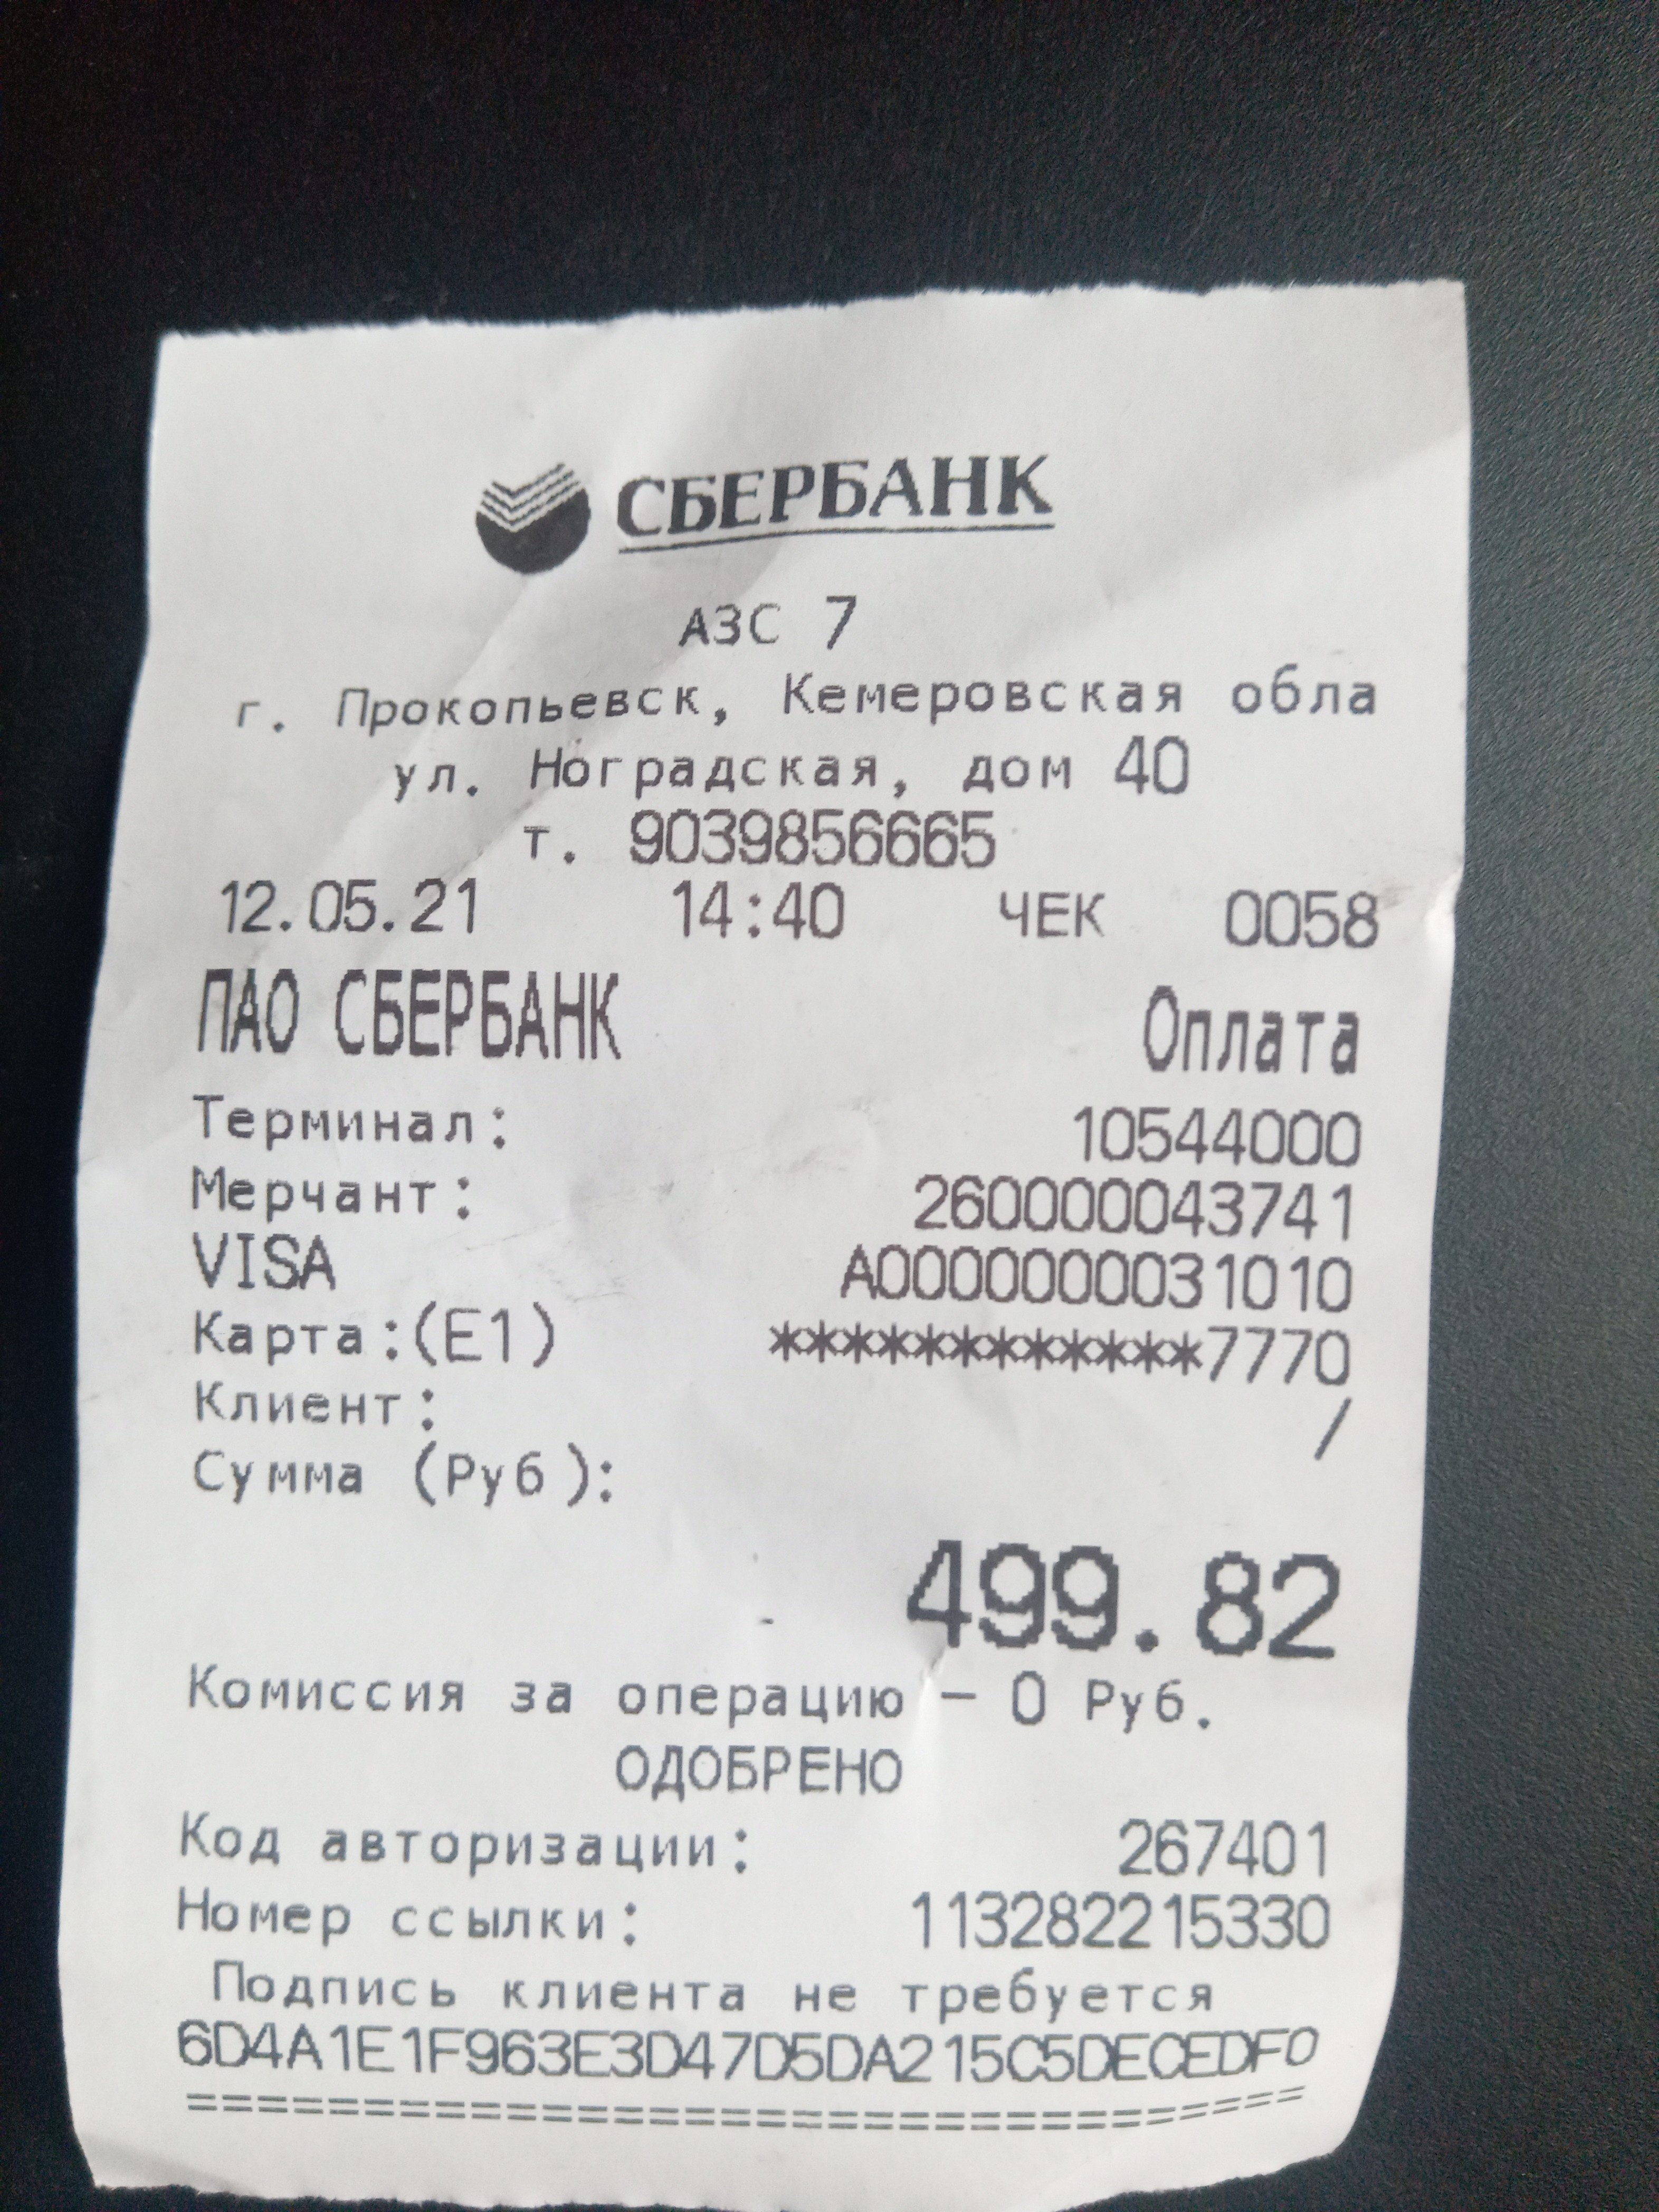 СБЕРБАНК
АЗС 7
г. Прокопьевск, Кемеровская обла
ул. Ноградская, дом 40
т. 9039856665
12.05.21 14:40 ЧЕК 0058
ПАО СБЕРБАНК Оплата
Терминал: 10544000
Мерчант: 260000043741
VISA A0000000031010
Карта:(E1) ************7770
Клиент: /
Сумма (Руб):
499.82
Комиссия за операцию – 0 Руб.
ОДОБРЕНО
Код авторизации: 267401
Номер ссылки: 113282215330
Подпись клиента не требуется
6D4A1E1F963E3D47D5DA215C5DECEDF0
================================